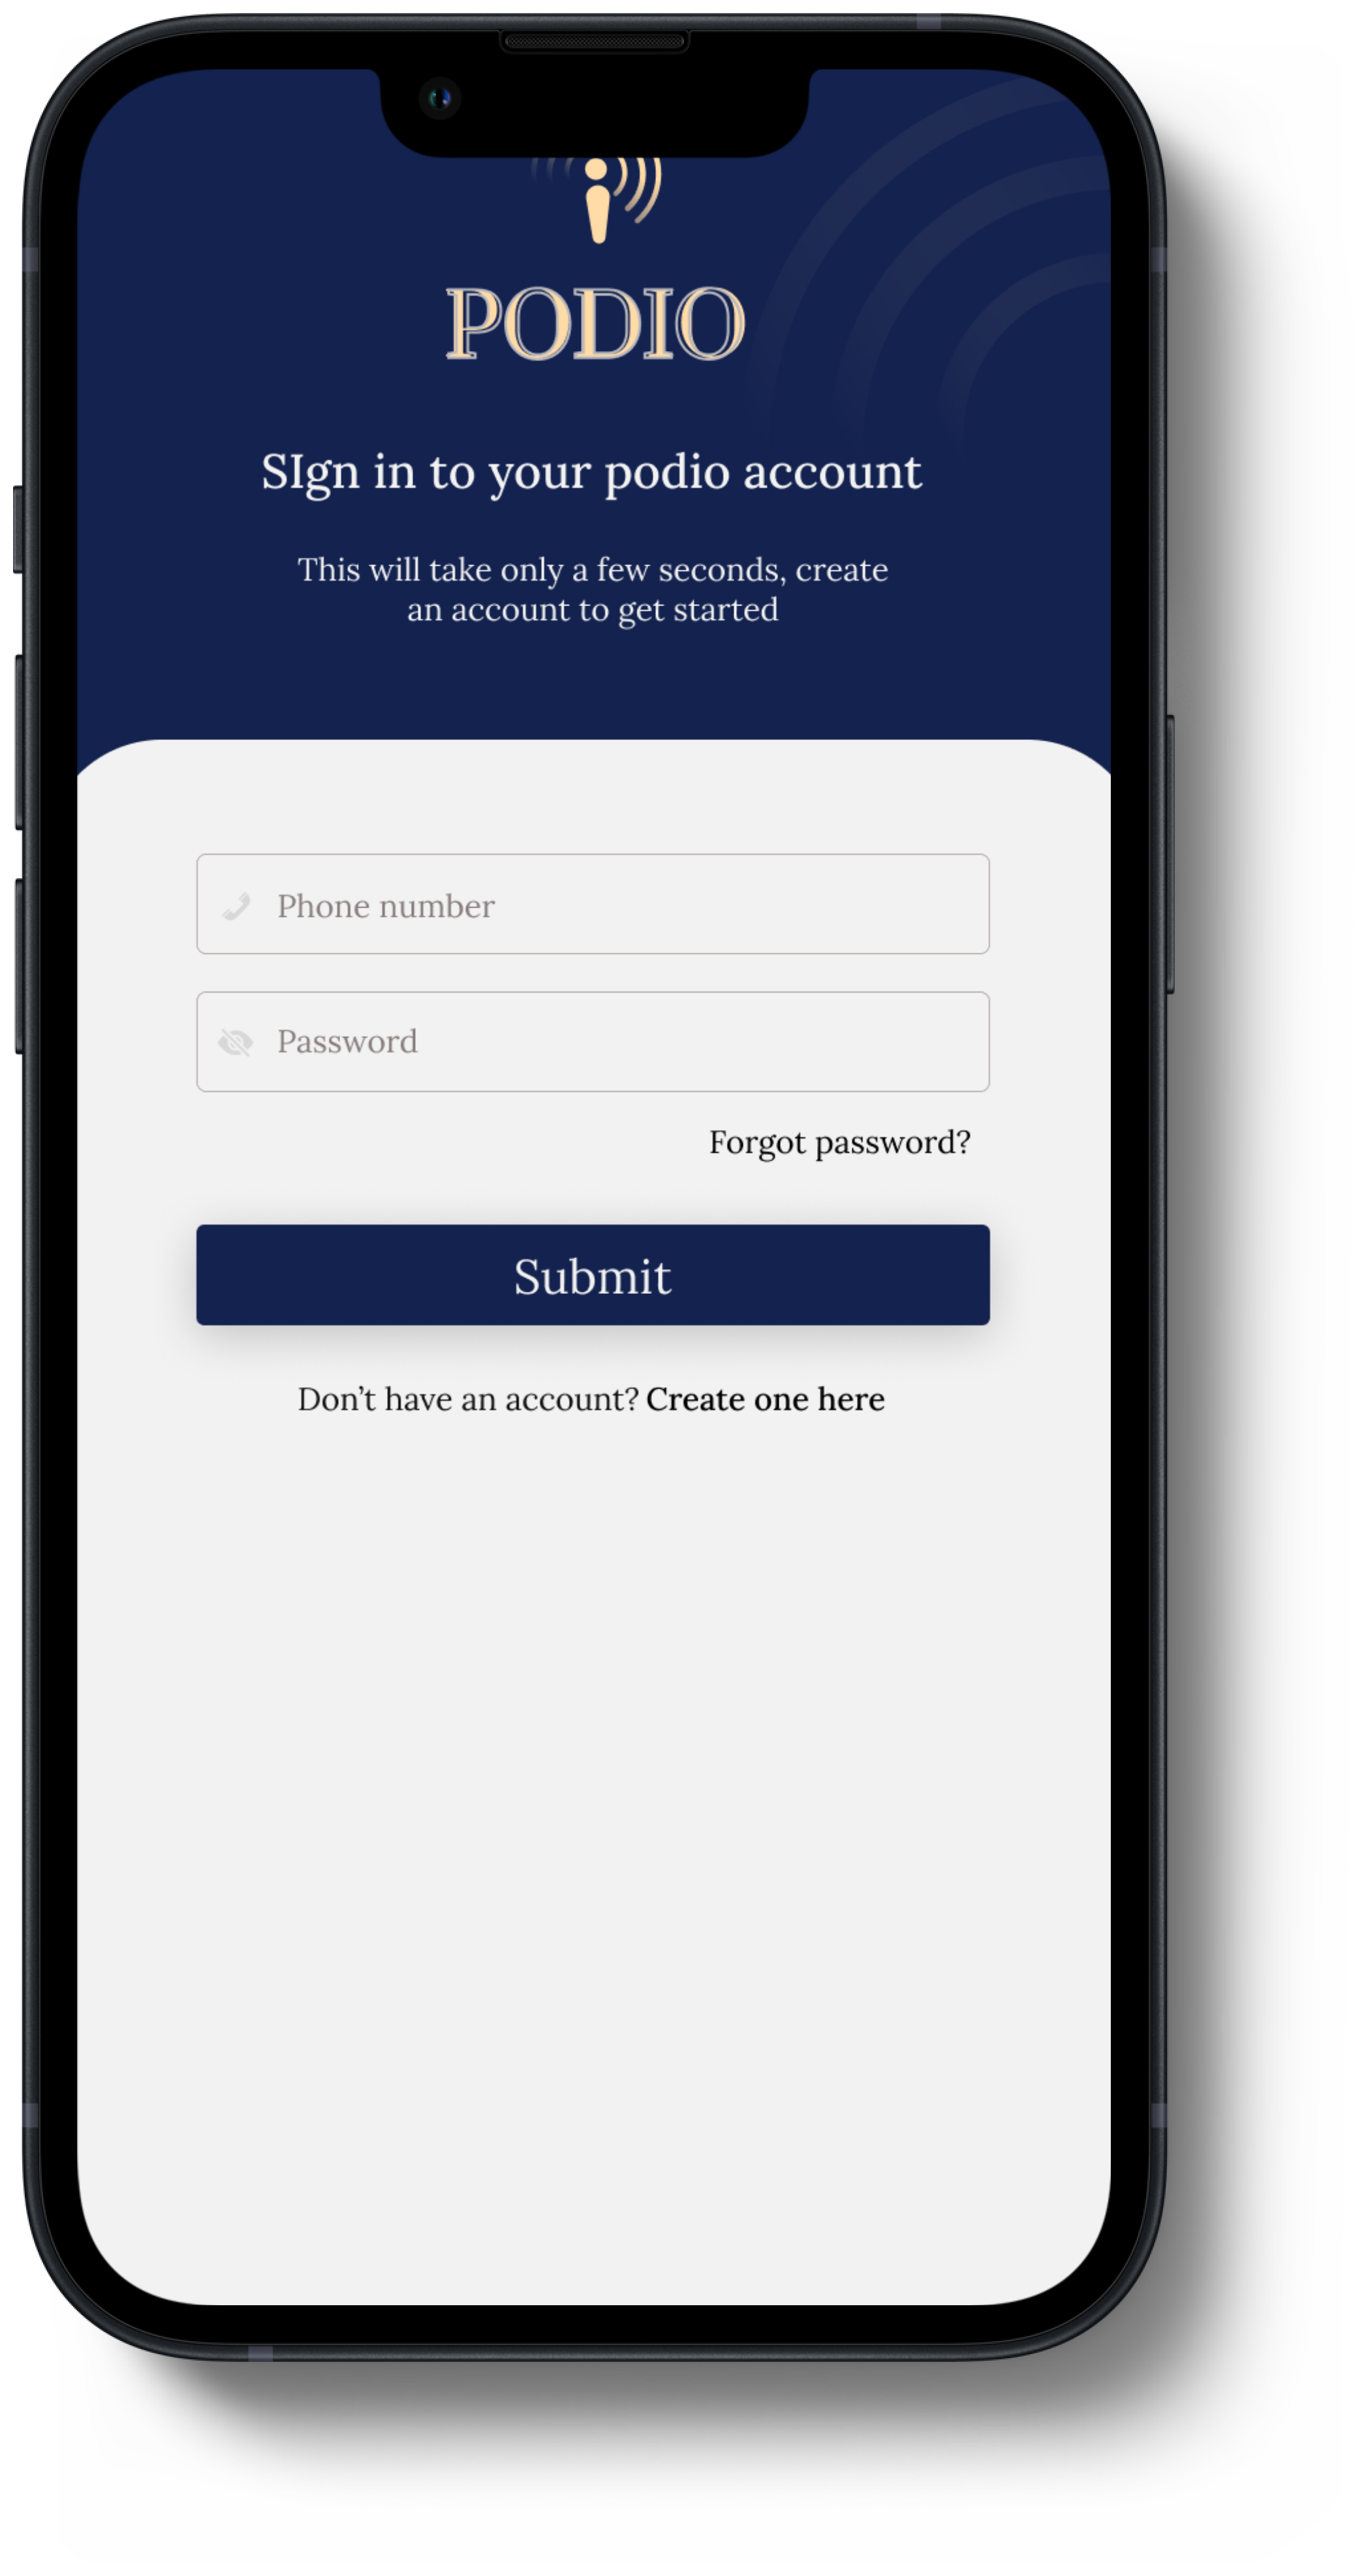 PODIO
SIgn in to your podio account
This will take only a few seconds, create
an account to get started
Phone number
Password
Forgot password?
Submit
Don’t have an account? Create one here